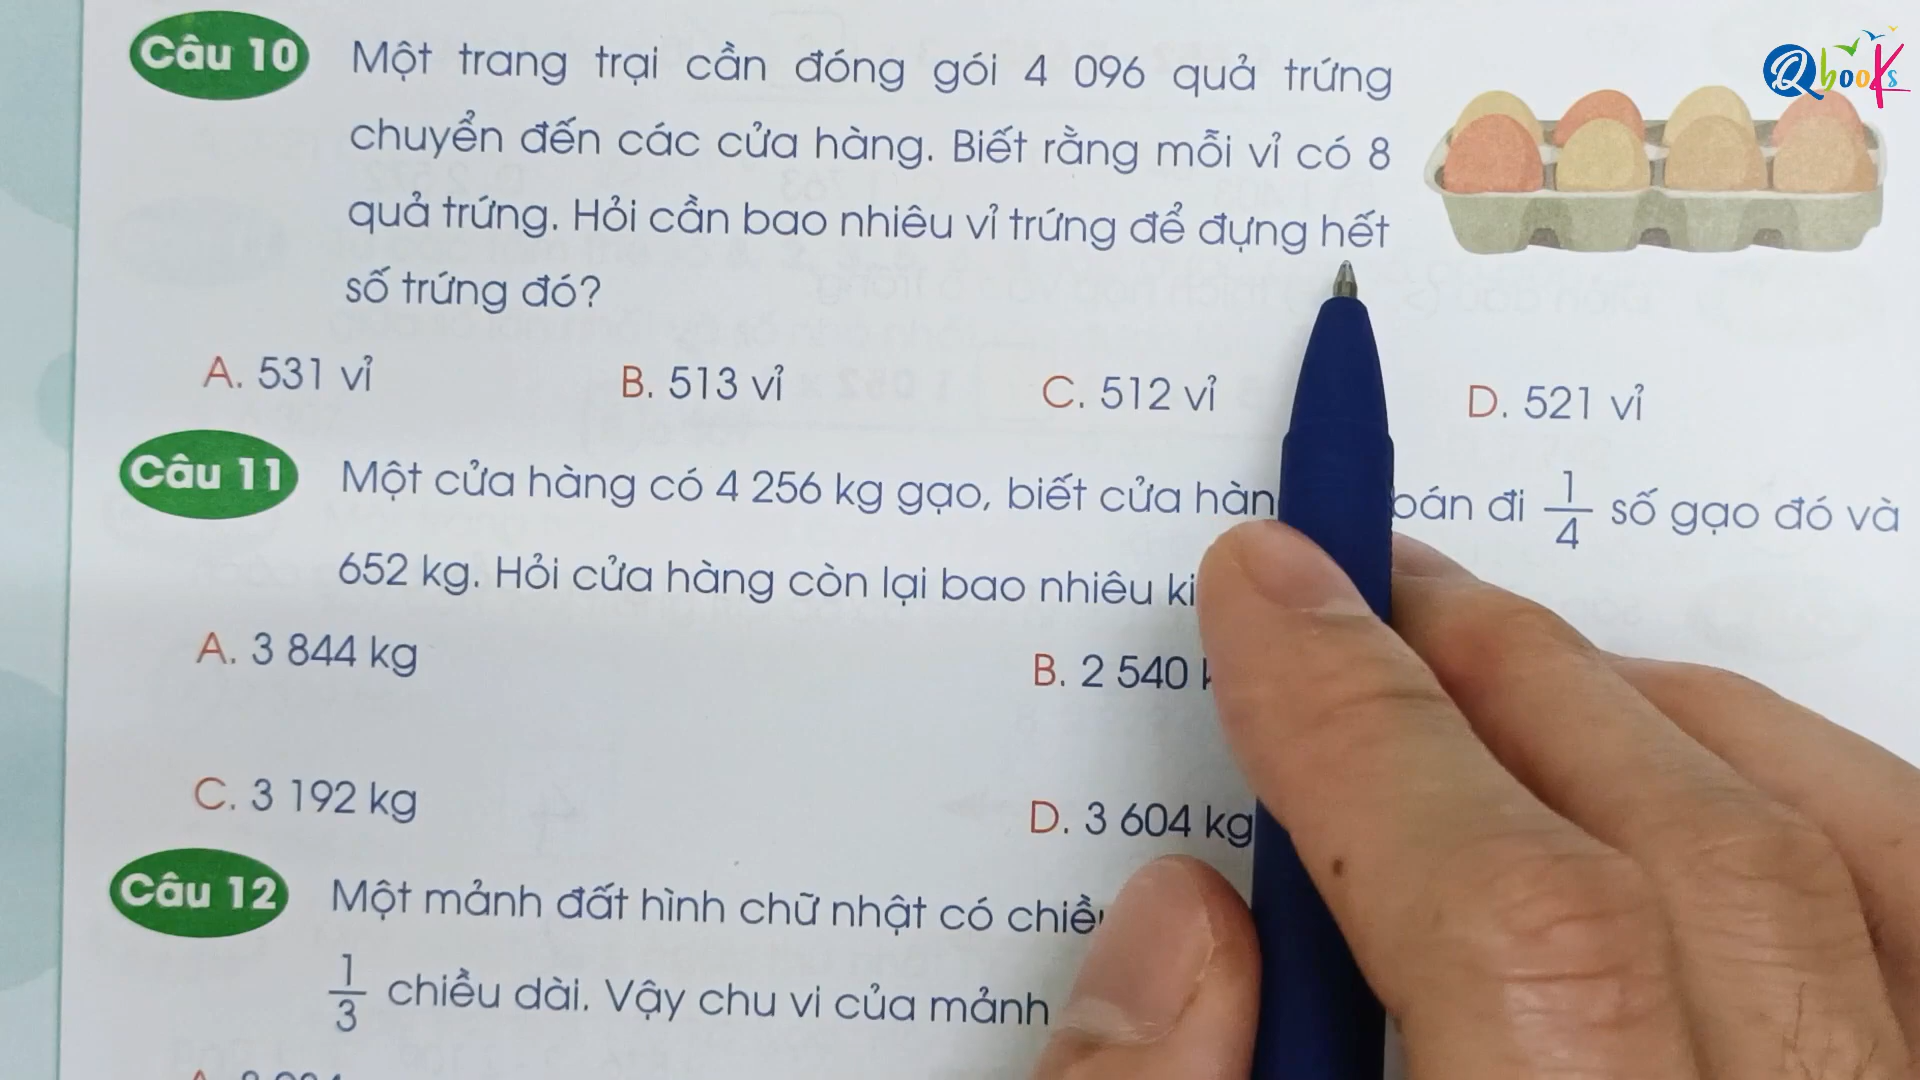 Qbooks
Câu 10 Một trang trại cần đóng gói 4 096 quả trứng
chuyển đến các cửa hàng. Biết rằng mỗi vỉ có 8
quả trứng. Hỏi cần bao nhiêu vỉ trứng để đựng hết
số trứng đó?
A. 531 vỉ B. 513 vỉ C. 512 vỉ D. 521 vỉ
Câu 11 Một cửa hàng có 4 256 kg gạo, biết cửa bán đi 1/4 số gạo đó và
652 kg. Hỏi cửa hàng còn lại bao nhiêu
A. 3 844 kg B. 2 540
C. 3 192 kg D. 3 604 kg
Câu 12 Một mảnh đất hình chữ nhật có
1/3 chiều dài. Vậy chu vi của mảnh